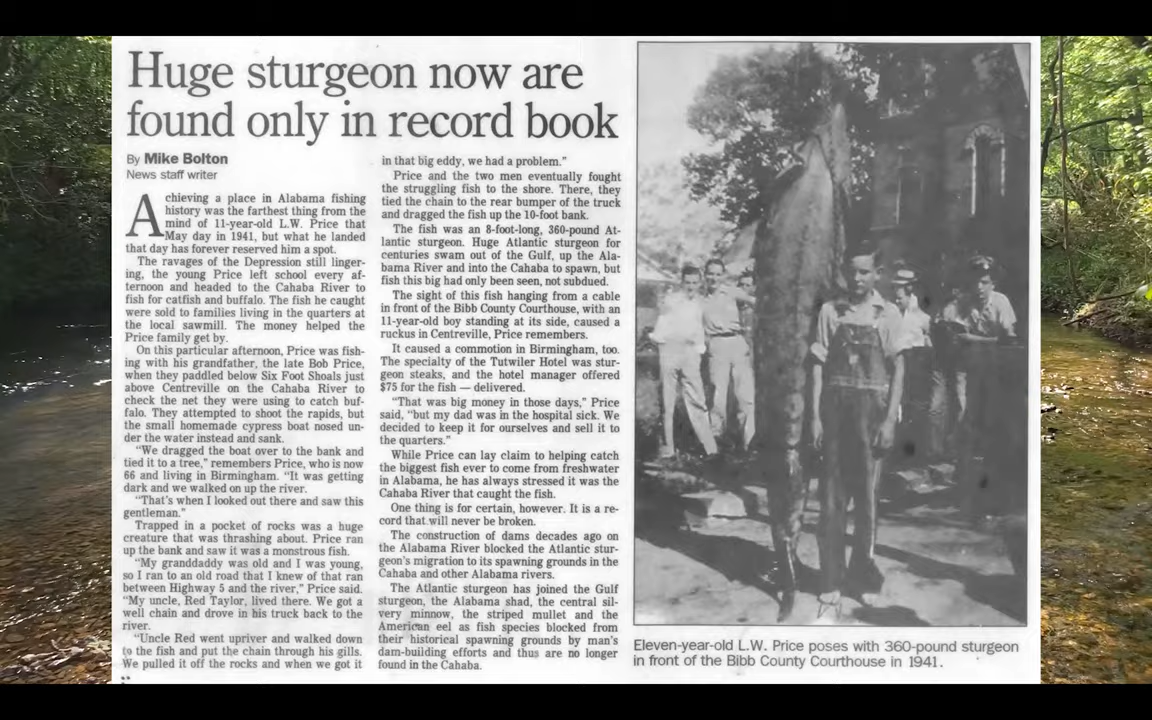 Huge sturgeon now are
found only in record book
By Mike Bolton
News staff writer
Achieving a place in Alabama fishing
history was the farthest thing from the
mind of 11-year-old L.W. Price that
May day in 1941, but what he landed
that day has forever reserved him a spot.
The ravages of the Depression still linger-
ing, the young Price left school every af-
ternoon and headed to the Cahaba River to
fish for catfish and buffalo. The fish he caught
were sold to families living in the quarters at
the local sawmill. The money helped the
Price family get by.
On this particular afternoon, Price was fish-
ing with his grandfather, the late Bob Price,
when they paddled below Six Foot Shoals just
above Centreville on the Cahaba River to
check the net they were using to catch buf-
falo. They attempted to shoot the rapids, but
the small homemade cypress boat nosed un-
der the water instead and sank.
"We dragged the boat over to the bank and
tied it to a tree," remembers Price, who is now
66 and living in Birmingham. "It was getting
dark and we walked on up the river.
"That's when I looked out there and saw this
gentleman."
Trapped in a pocket of rocks was a huge
creature that was thrashing about. Price ran
up the bank and saw it was a monstrous fish.
"My granddaddy was old and I was young,
so I ran to an old road that I knew of that ran
between Highway 5 and the river," Price said.
"My uncle, Red Taylor, lived there. We got a
well chain and drove in his truck back to the
river.
"Uncle Red went upriver and walked down
to the fish and put the chain through his gills.
We pulled it off the rocks and when we got it
in that big eddy, we had a problem."
Price and the two men eventually fought
the struggling fish to the shore. There, they
tied the chain to the rear bumper of the truck
and dragged the fish up the 10-foot bank.
The fish was an 8-foot-long, 360-pound At-
lantic sturgeon. Huge Atlantic sturgeon for
centuries swam out of the Gulf, up the Ala-
bama River and into the Cahaba to spawn, but
fish this big had only been seen, not subdued.
The sight of this fish hanging from a cable
in front of the Bibb County Courthouse, with an
11-year-old boy standing at its side, caused a
ruckus in Centreville, Price remembers.
It caused a commotion in Birmingham, too.
The specialty of the Tutwiler Hotel was stur-
geon steaks, and the hotel manager offered
$75 for the fish — delivered.
"That was big money in those days," Price
said, "but my dad was in the hospital sick. We
decided to keep it for ourselves and sell it to
the quarters."
While Price can lay claim to helping catch
the biggest fish ever to come from freshwater
in Alabama, he has always stressed it was the
Cahaba River that caught the fish.
One thing is for certain, however. It is a re-
cord that will never be broken.
The construction of dams decades ago on
the Alabama River blocked the Atlantic stur-
geon's migration to its spawning grounds in the
Cahaba and other Alabama rivers.
The Atlantic sturgeon has joined the Gulf
sturgeon, the Alabama shad, the central sil-
very minnow, the striped mullet and the
American eel as fish species blocked from
their historical spawning grounds by man's
dam-building efforts and thus are no longer
found in the Cahaba.
Eleven-year-old L.W. Price poses with 360-pound sturgeon
in front of the Bibb County Courthouse in 1941.